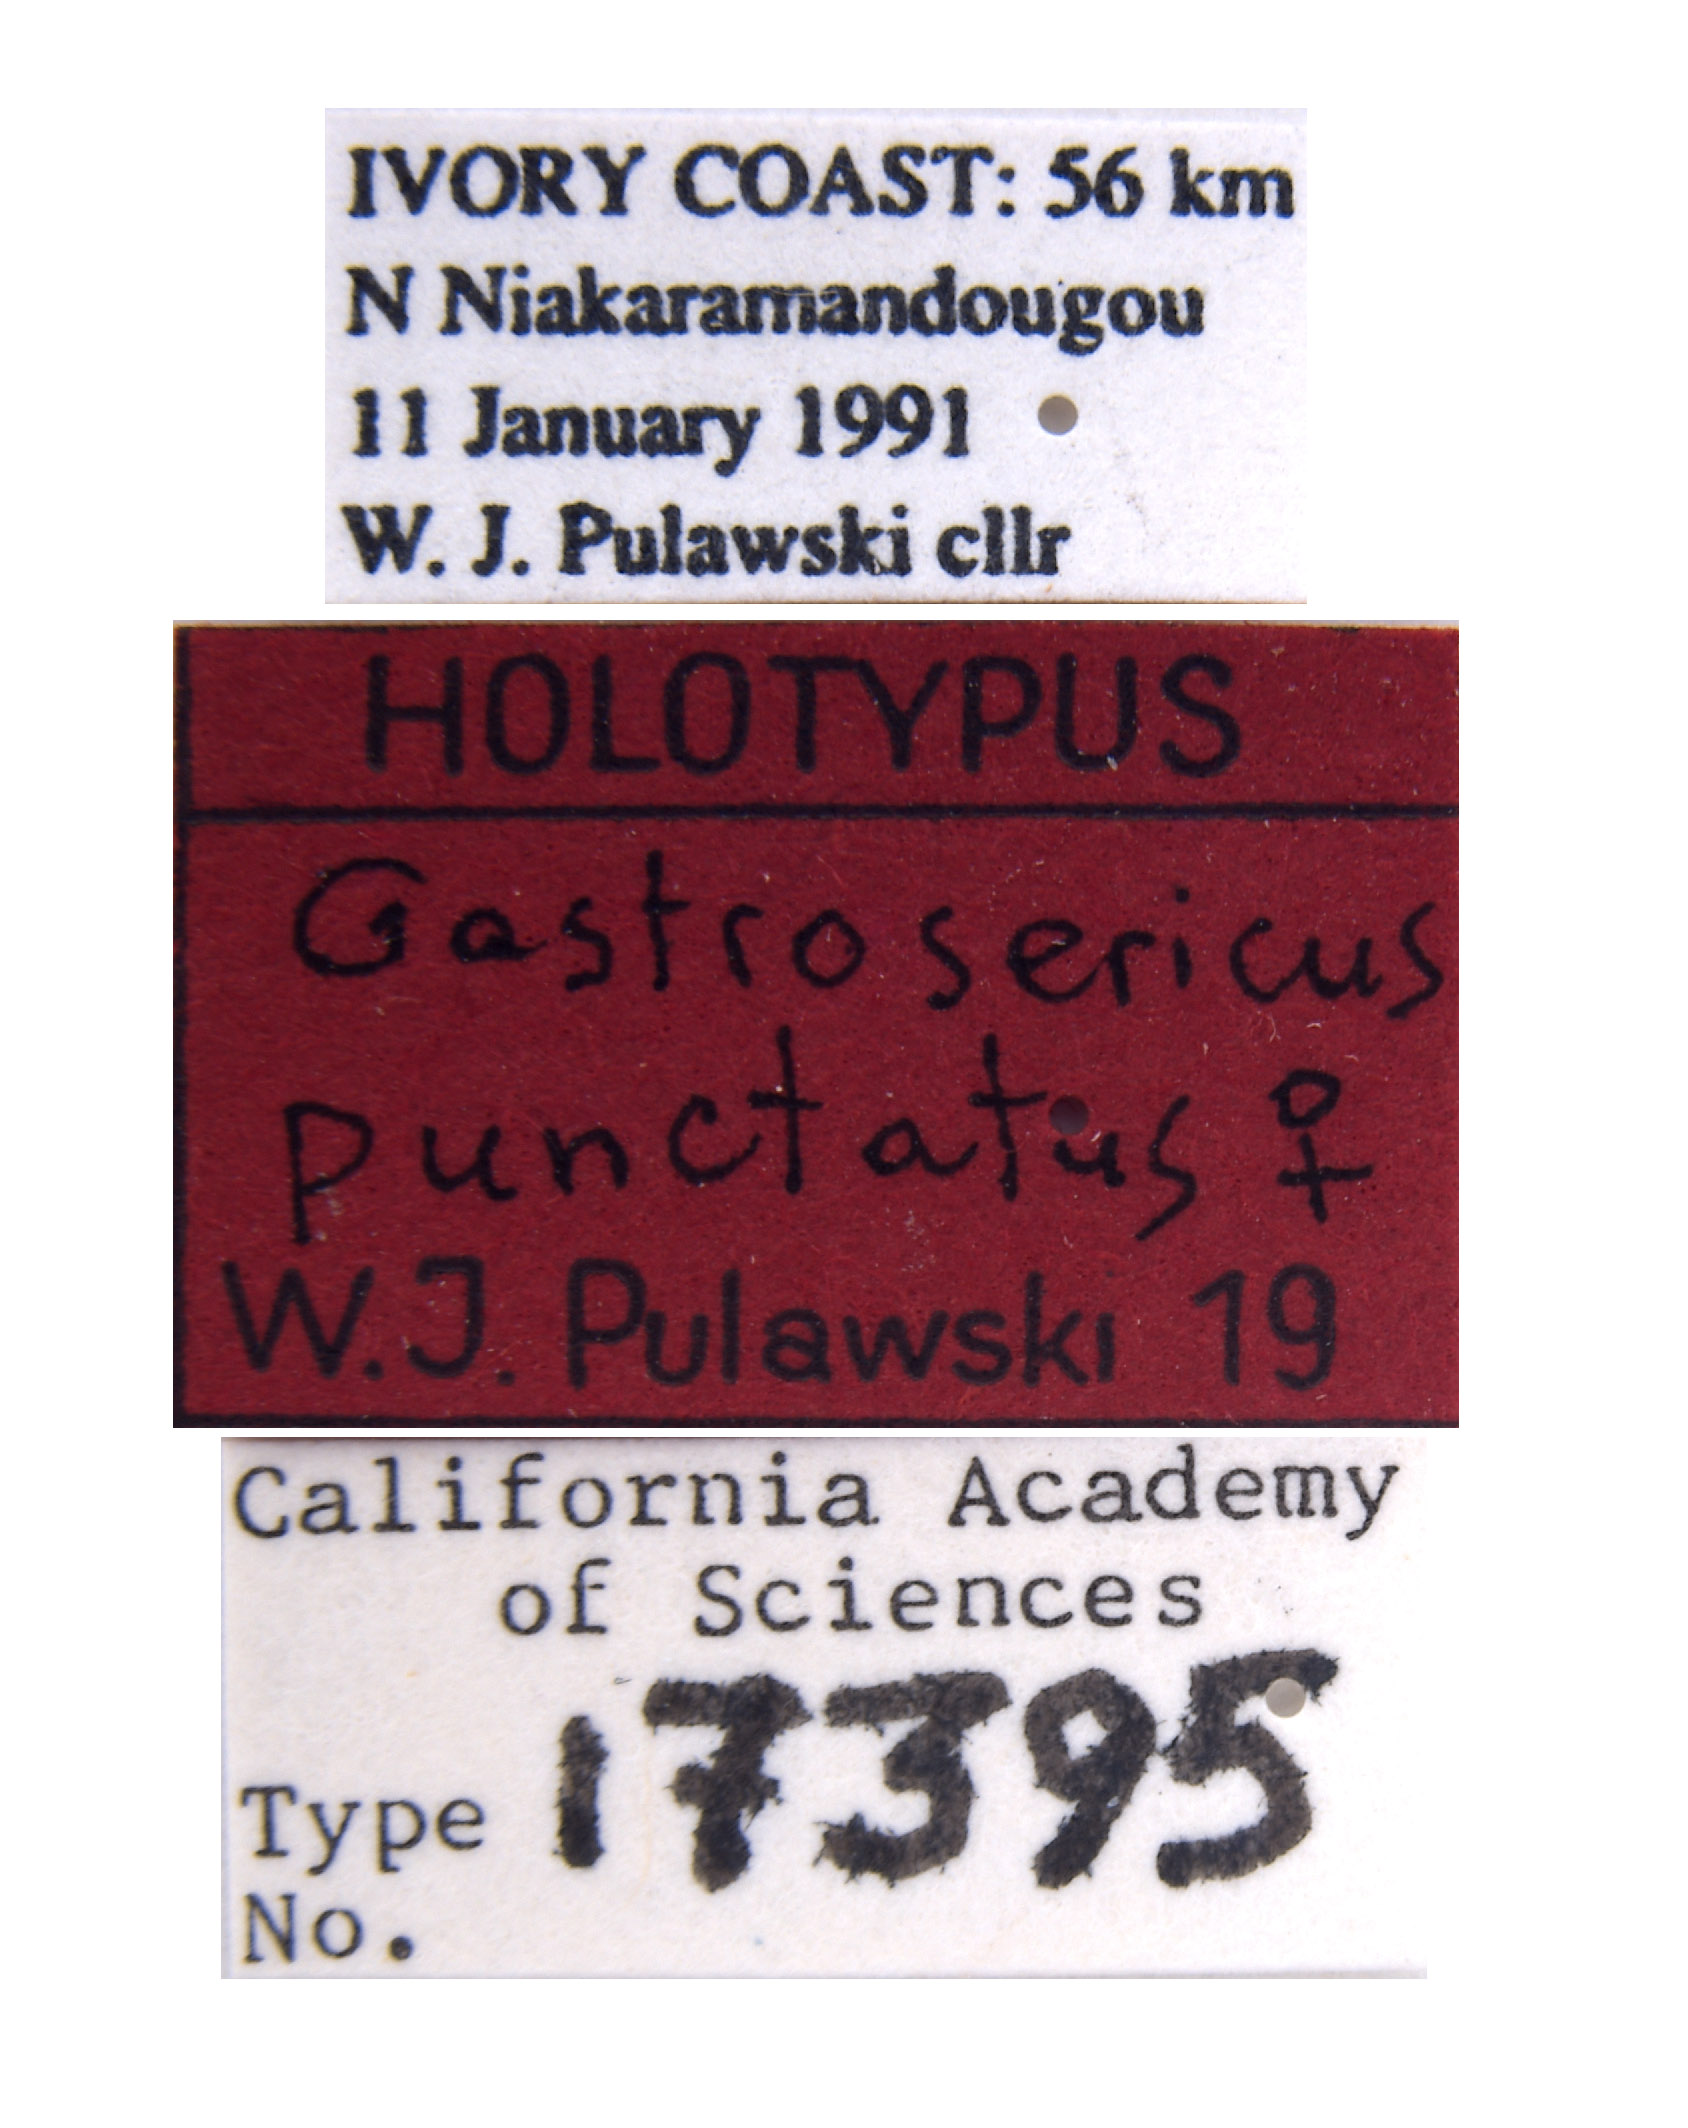 IVORY COAST: 56 km
N Niakaramandougou
11 January 1991
W. J. Pulawski cllr
HOLOTYPUS
Gastrosericus
punctatus ♀
W.J. Pulawski 19
California Academy
of Sciences
Type 17395
No.